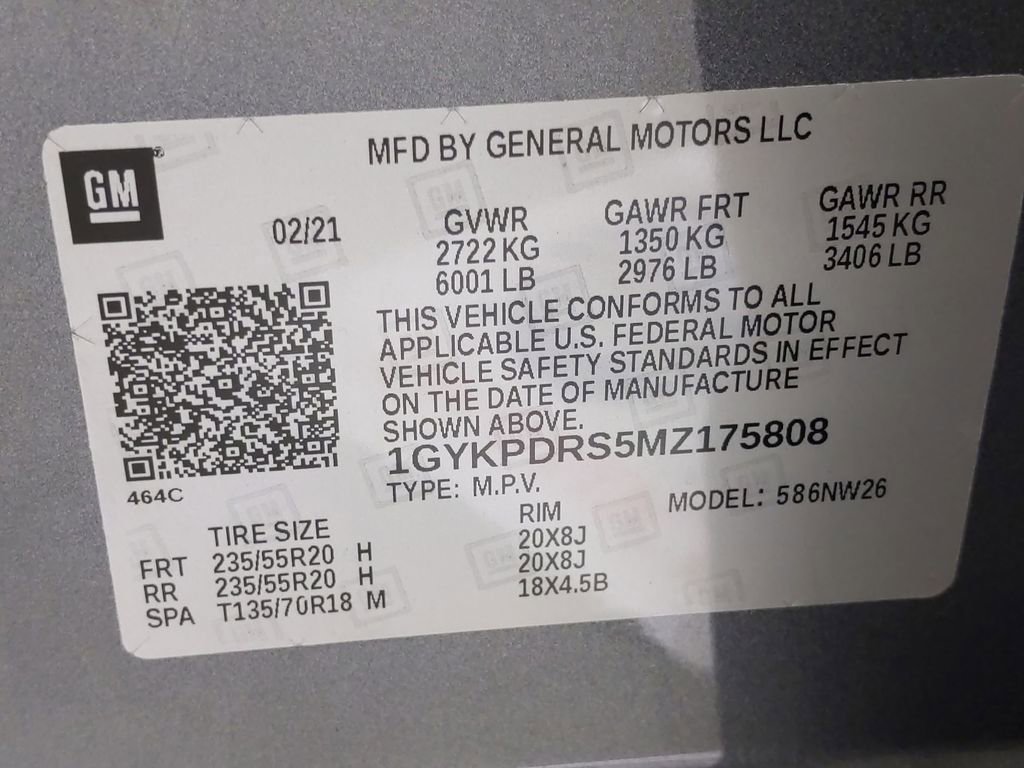 GM
MFD BY GENERAL MOTORS LLC
02/21
GVWR
2722 KG
6001 LB
GAWR FRT
1350 KG
2976 LB
GAWR RR
1545 KG
3406 LB
THIS VEHICLE CONFORMS TO ALL
APPLICABLE U.S. FEDERAL MOTOR
VEHICLE SAFETY STANDARDS IN EFFECT
ON THE DATE OF MANUFACTURE
SHOWN ABOVE.
1GYKPDRS5MZ175808
464C
TYPE: M.P.V.
MODEL: 586NW26
TIRE SIZE
RIM
FRT 235/55R20 H 20X8J
RR 235/55R20 H 20X8J
SPA T135/70R18 M 18X4.5B